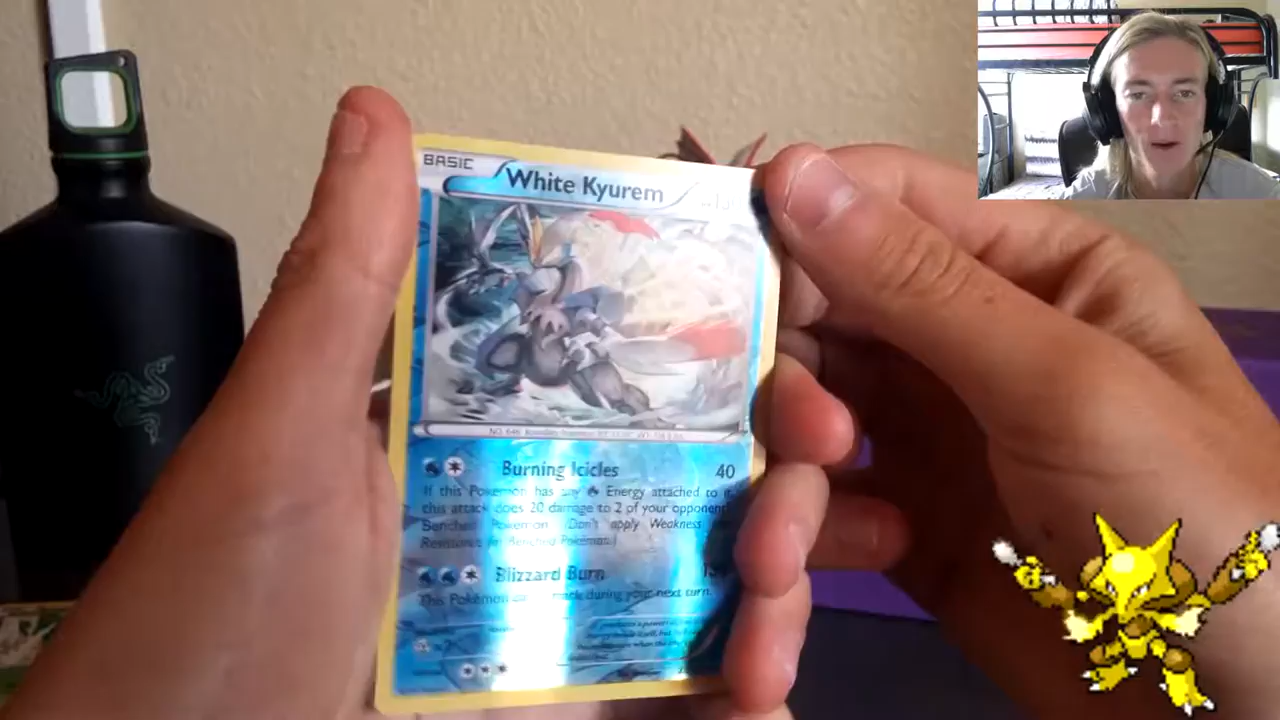 BASIC
White Kyurem
Burning Icicles 40
If this Pokémon has any Energy attached to it,
this attack does 20 damage to 2 of your opponent's
Benched Pokémon. (Don't apply Weakness
Resistance for Benched Pokémon.)
Blizzard Burn
This Pokémon attack during your next turn.